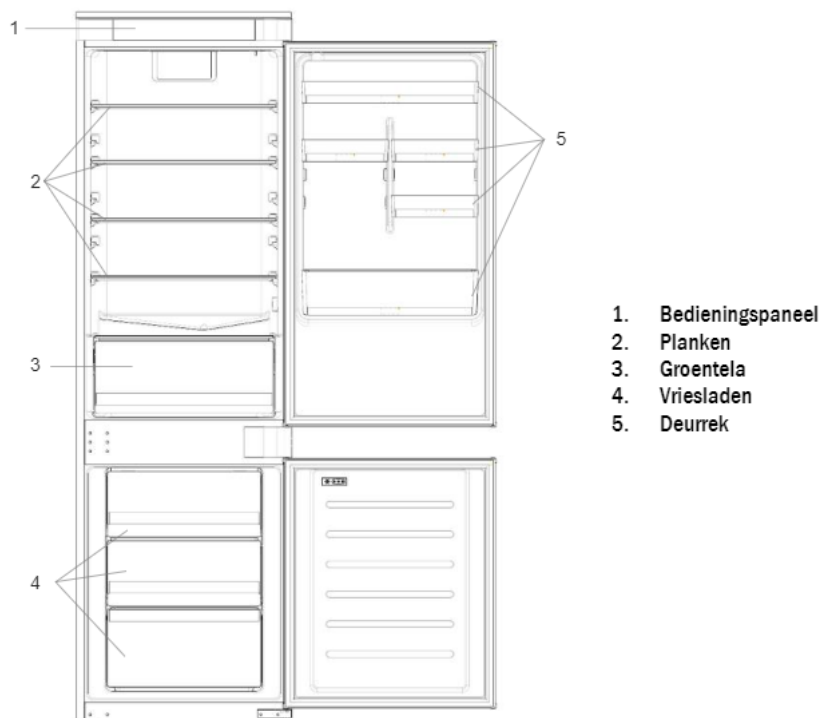 1
2
3
4
5
1. Bedieningspaneel
2. Planken
3. Groentela
4. Vriesladen
5. Deurrek